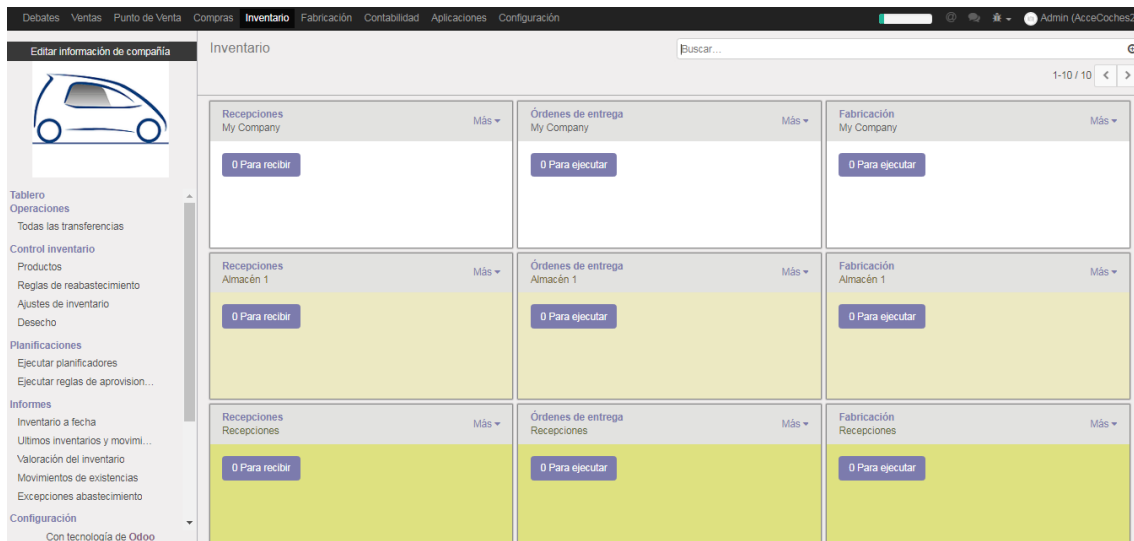 Debates Ventas Punto de Venta Compras Inventario Fabricación Contabilidad Aplicaciones Configuración
Admin (AcceCoches2
Editar información de compañía
Inventario
Buscar...
1-10 / 10
Tablero
Operaciones
Todas las transferencias
Control inventario
Productos
Reglas de reabastecimiento
Ajustes de inventario
Desecho
Planificaciones
Ejecutar planificadores
Ejecutar reglas de aprovision...
Informes
Inventario a fecha
Ultimos inventarios y movimi...
Valoración del inventario
Movimientos de existencias
Excepciones abastecimiento
Configuración
Con tecnología de Odoo
Recepciones Más Órdenes de entrega Más Fabricación Más
My Company My Company My Company
0 Para recibir 0 Para ejecutar 0 Para ejecutar
Recepciones Más Órdenes de entrega Más Fabricación Más
Almacén 1 Almacén 1 Almacén 1
0 Para recibir 0 Para ejecutar 0 Para ejecutar
Recepciones Más Órdenes de entrega Más Fabricación Más
Recepciones Recepciones Recepciones
0 Para recibir 0 Para ejecutar 0 Para ejecutar